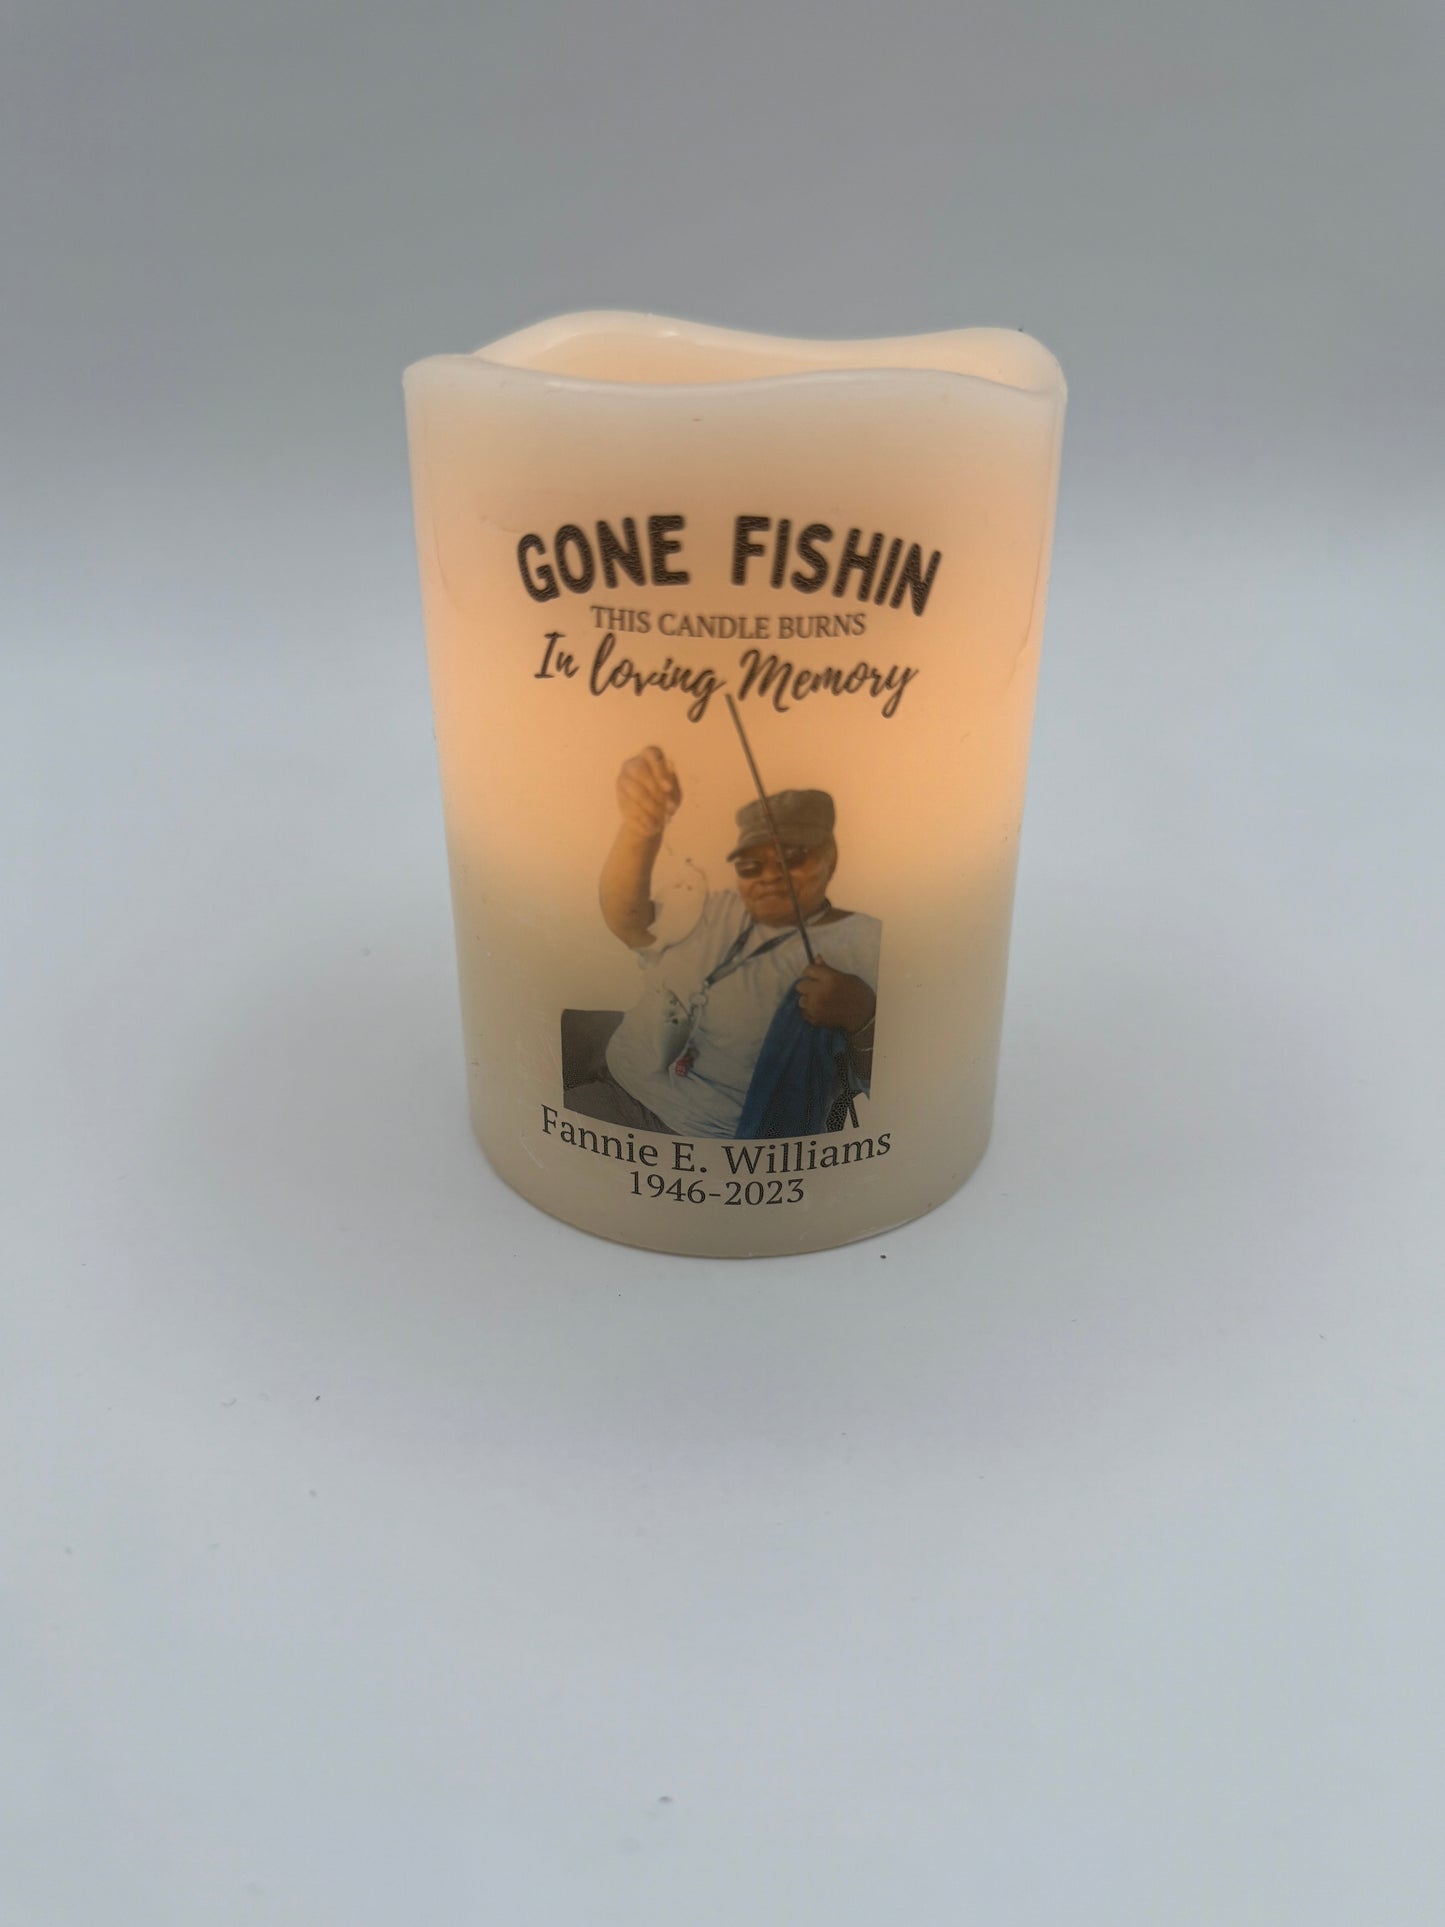 GONE FISHIN
THIS CANDLE BURNS
In loving Memory
Fannie E. Williams
1946-2023